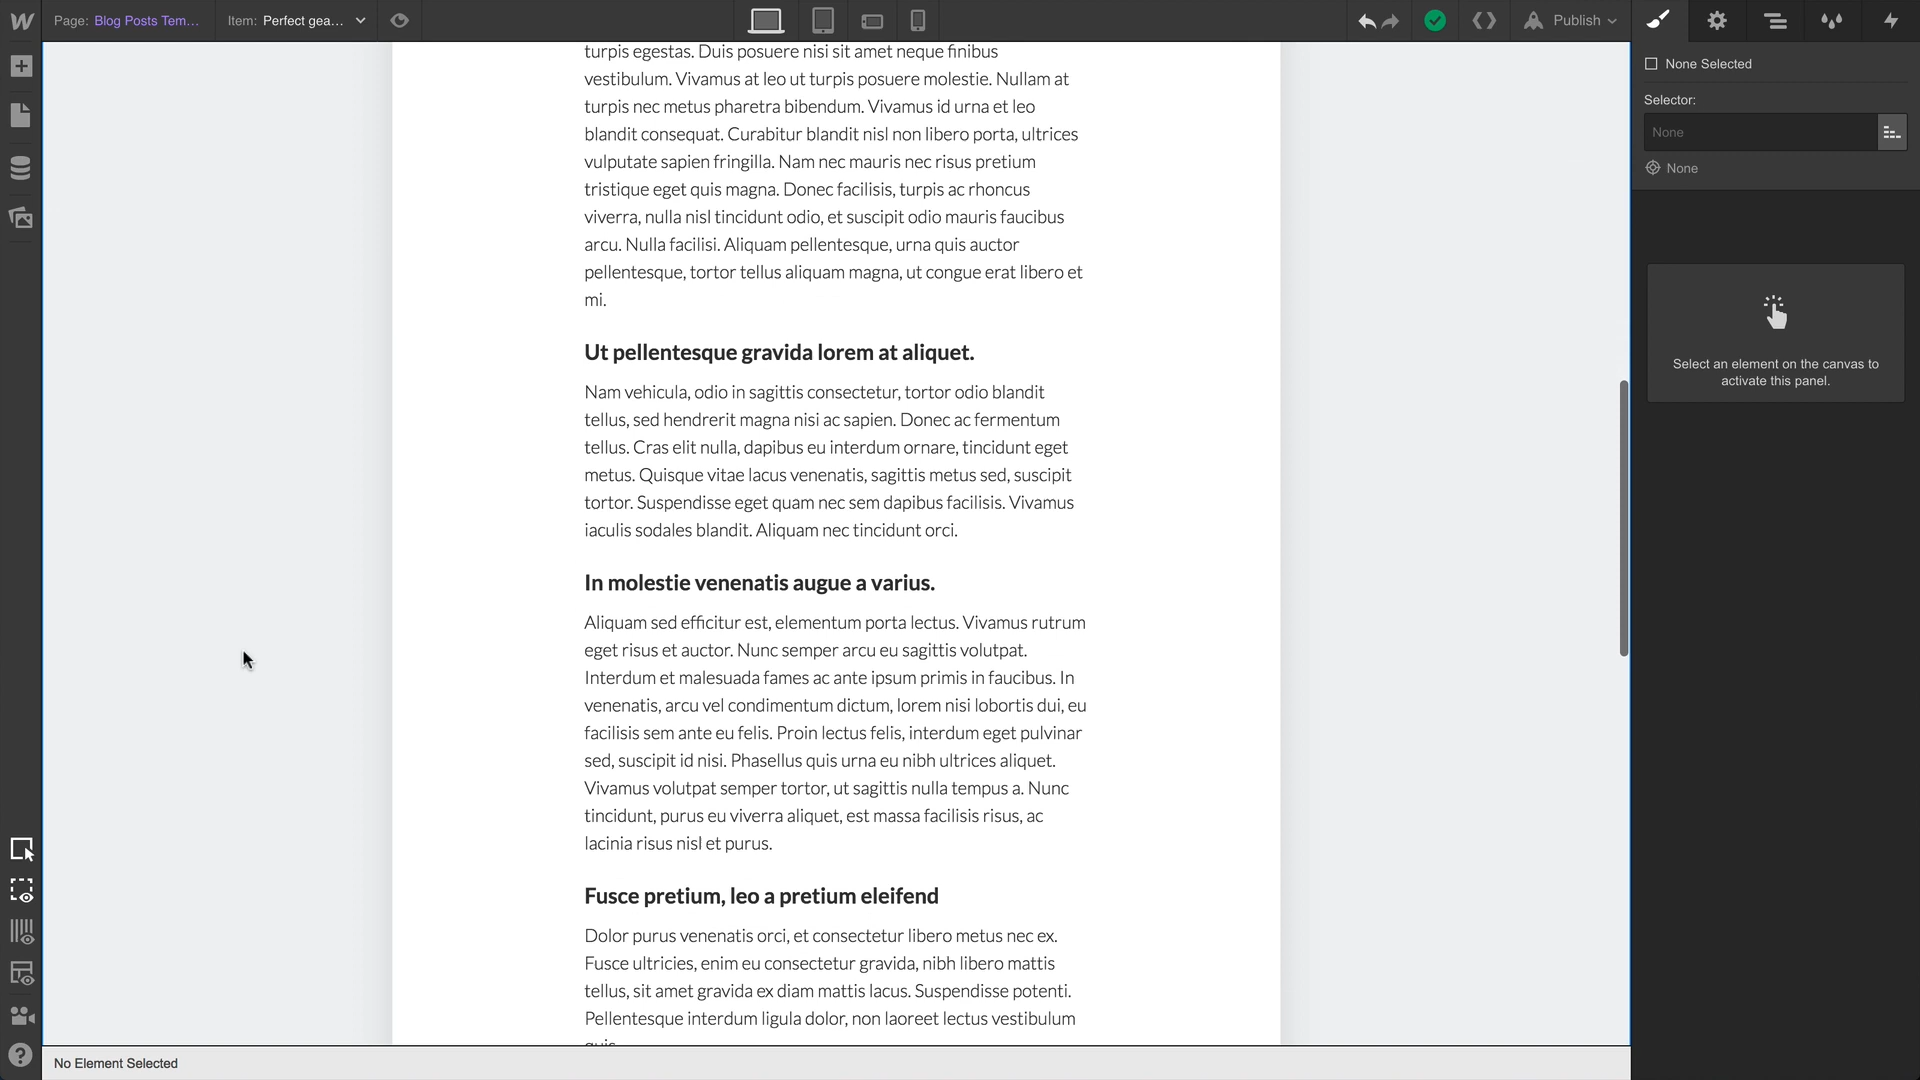 Page: Blog Posts Tem...
Item: Perfect gea...
Publish
turpis egestas. Duis posuere nisi sit amet neque finibus
vestibulum. Vivamus at leo ut turpis posuere molestie. Nullam at
turpis nec metus pharetra bibendum. Vivamus id urna et leo
blandit consequat. Curabitur blandit nisl non libero porta, ultrices
vulputate sapien fringilla. Nam nec mauris nec risus pretium
tristique eget quis magna. Donec facilisis, turpis ac rhoncus
viverra, nulla nisl tincidunt odio, et suscipit odio mauris faucibus
arcu. Nulla facilisi. Aliquam pellentesque, urna quis auctor
pellentesque, tortor tellus aliquam magna, ut congue erat libero et
mi.
Ut pellentesque gravida lorem at aliquet.
Nam vehicula, odio in sagittis consectetur, tortor odio blandit
tellus, sed hendrerit magna nisi ac sapien. Donec ac fermentum
tellus. Cras elit nulla, dapibus eu interdum ornare, tincidunt eget
metus. Quisque vitae lacus venenatis, sagittis metus sed, suscipit
tortor. Suspendisse eget quam nec sem dapibus facilisis. Vivamus
iaculis sodales blandit. Aliquam nec tincidunt orci.
In molestie venenatis augue a varius.
Aliquam sed efficitur est, elementum porta lectus. Vivamus rutrum
eget risus et auctor. Nunc semper arcu eu sagittis volutpat.
Interdum et malesuada fames ac ante ipsum primis in faucibus. In
venenatis, arcu vel condimentum dictum, lorem nisi lobortis dui, eu
facilisis sem ante eu felis. Proin lectus felis, interdum eget pulvinar
sed, suscipit id nisi. Phasellus quis urna eu nibh ultrices aliquet.
Vivamus volutpat semper tortor, ut sagittis nulla tempus a. Nunc
tincidunt, purus eu viverra aliquet, est massa facilisis risus, ac
lacinia risus nisl et purus.
Fusce pretium, leo a pretium eleifend
Dolor purus venenatis orci, et consectetur libero metus nec ex.
Fusce ultricies, enim eu consectetur gravida, nibh libero mattis
tellus, sit amet gravida ex diam mattis lacus. Suspendisse potenti.
Pellentesque interdum ligula dolor, non laoreet lectus vestibulum
No Element Selected
None Selected
Selector:
None
None
Select an element on the canvas to
activate this panel.